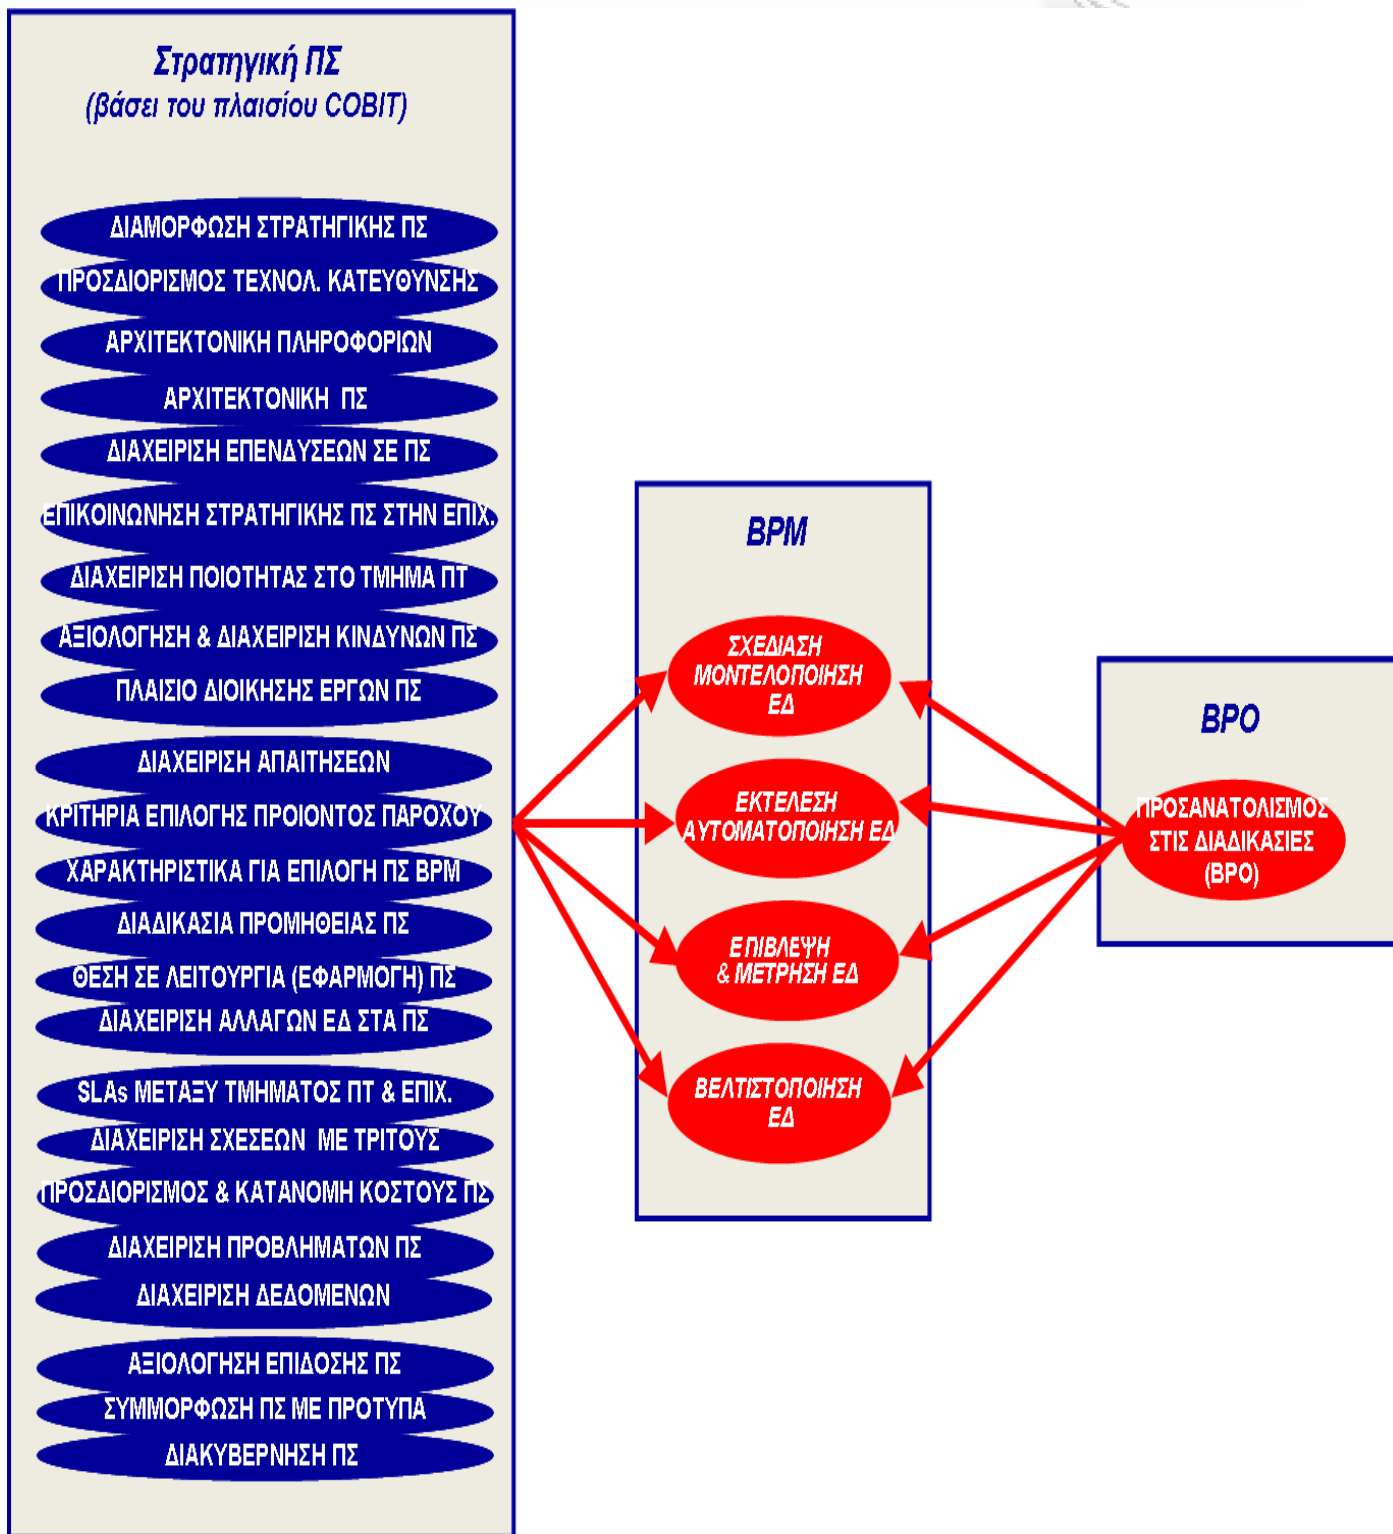 Στρατηγική ΠΣ
(βάσει του πλαισίου COBIT)
ΔΙΑΜΟΡΦΩΣΗ ΣΤΡΑΤΗΓΙΚΗΣ ΠΣ
ΠΡΟΣΔΙΟΡΙΣΜΟΣ ΤΕΧΝΟΛ. ΚΑΤΕΥΘΥΝΣΗΣ
ΑΡΧΙΤΕΚΤΟΝΙΚΗ ΠΛΗΡΟΦΟΡΙΩΝ
ΑΡΧΙΤΕΚΤΟΝΙΚΗ ΠΣ
ΔΙΑΧΕΙΡΙΣΗ ΕΠΕΝΔΥΣΕΩΝ ΣΕ ΠΣ
ΕΠΙΚΟΙΝΩΝΗΣΗ ΣΤΡΑΤΗΓΙΚΗΣ ΠΣ ΣΤΗΝ ΕΠΙΧ.
ΔΙΑΧΕΙΡΙΣΗ ΠΟΙΟΤΗΤΑΣ ΣΤΟ ΤΜΗΜΑ ΠΤ
ΑΞΙΟΛΟΓΗΣΗ & ΔΙΑΧΕΙΡΙΣΗ ΚΙΝΔΥΝΩΝ ΠΣ
ΠΛΑΙΣΙΟ ΔΙΟΙΚΗΣΗΣ ΕΡΓΩΝ ΠΣ
ΔΙΑΧΕΙΡΙΣΗ ΑΠΑΙΤΗΣΕΩΝ
ΚΡΙΤΗΡΙΑ ΕΠΙΛΟΓΗΣ ΠΡΟΙΟΝΤΟΣ ΠΑΡΟΧΟΥ
ΧΑΡΑΚΤΗΡΙΣΤΙΚΑ ΓΙΑ ΕΠΙΛΟΓΗ ΠΣ BPM
ΔΙΑΔΙΚΑΣΙΑ ΠΡΟΜΗΘΕΙΑΣ ΠΣ
ΘΕΣΗ ΣΕ ΛΕΙΤΟΥΡΓΙΑ (ΕΦΑΡΜΟΓΗ) ΠΣ
ΔΙΑΧΕΙΡΙΣΗ ΑΛΛΑΓΩΝ ΕΔ ΣΤΑ ΠΣ
SLAs ΜΕΤΑΞΥ ΤΜΗΜΑΤΟΣ ΠΤ & ΕΠΙΧ.
ΔΙΑΧΕΙΡΙΣΗ ΣΧΕΣΕΩΝ ΜΕ ΤΡΙΤΟΥΣ
ΠΡΟΣΔΙΟΡΙΣΜΟΣ & ΚΑΤΑΝΟΜΗ ΚΟΣΤΟΥΣ ΠΣ
ΔΙΑΧΕΙΡΙΣΗ ΠΡΟΒΛΗΜΑΤΩΝ ΠΣ
ΔΙΑΧΕΙΡΙΣΗ ΔΕΔΟΜΕΝΩΝ
ΑΞΙΟΛΟΓΗΣΗ ΕΠΙΔΟΣΗΣ ΠΣ
ΣΥΜΜΟΡΦΩΣΗ ΠΣ ΜΕ ΠΡΟΤΥΠΑ
ΔΙΑΚΥΒΕΡΝΗΣΗ ΠΣ
BPM
ΣΧΕΔΙΑΣΗ
ΜΟΝΤΕΛΟΠΟΙΗΣΗ
ΕΔ
ΕΚΤΕΛΕΣΗ
ΑΥΤΟΜΑΤΟΠΟΙΗΣΗ ΕΔ
ΕΠΙΒΛΕΨΗ
& ΜΕΤΡΗΣΗ ΕΔ
ΒΕΛΤΙΣΤΟΠΟΙΗΣΗ
ΕΔ
BPO
ΠΡΟΣΑΝΑΤΟΛΙΣΜΟΣ
ΣΤΙΣ ΔΙΑΔΙΚΑΣΙΕΣ
(BPO)